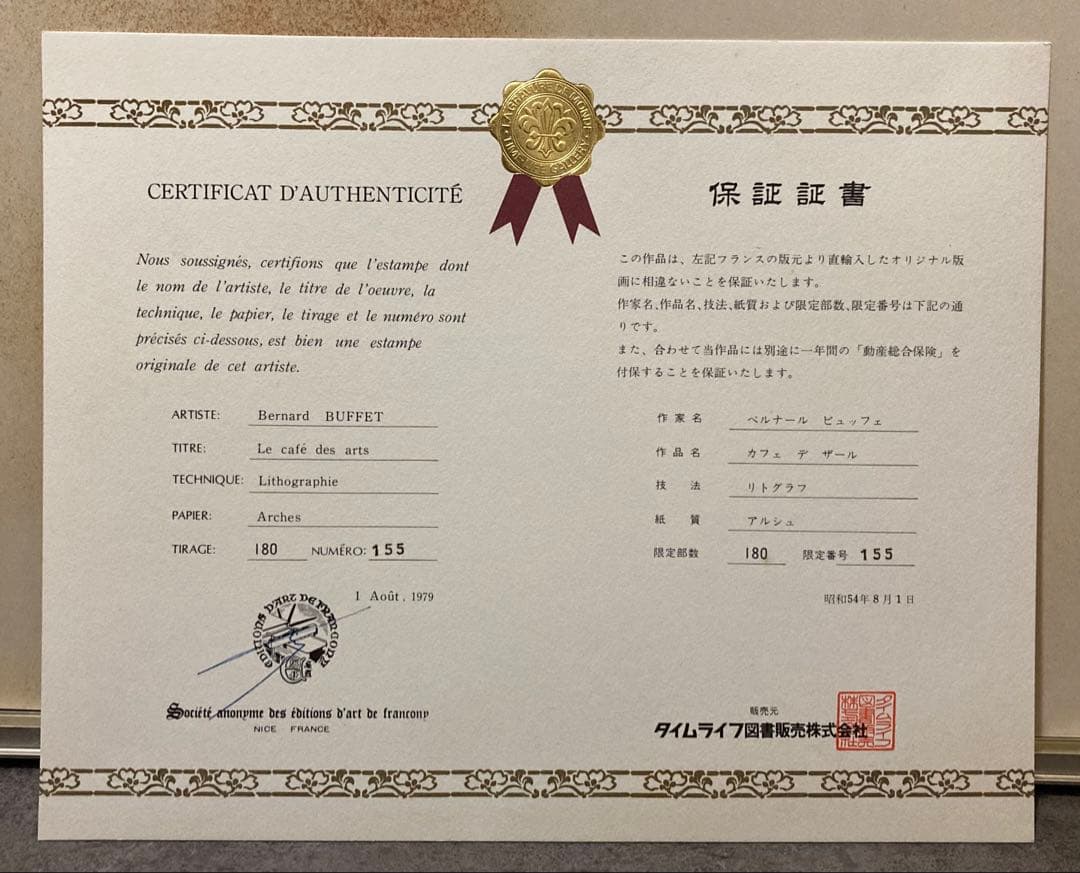 LA GRAVURE DE MONDE
GALLERY
CERTIFICAT D'AUTHENTICITÉ
Nous soussignés, certifions que l'estampe dont
le nom de l'artiste, le titre de l'oeuvre, la
technique, le papier, le tirage et le numéro sont
précisés ci-dessous, est bien une estampe
originale de cet artiste.
ARTISTE: Bernard BUFFET
TITRE: Le café des arts
TECHNIQUE: Lithographie
PAPIER: Arches
TIRAGE: 180 NUMÉRO: 155
1 Août, 1979
EDITIONS D'ART DE FRANCONY
Société anonyme des éditions d'art de francony
NICE FRANCE
保証証書
この作品は、左記フランスの版元より直輸入したオリジナル版
画に相違ないことを保証いたします。
作家名、作品名、技法、紙質および限定部数、限定番号は下記の通
りです。
また、合わせて当作品には別途に一年間の「動産総合保険」を
付保することを保証いたします。
作家名 ベルナール ビュッフェ
作品名 カフェ デ ザール
技法 リトグラフ
紙質 アルシュ
限定部数 180 限定番号 155
昭和54年8月1日
販売元
タイムライフ図書販売株式会社